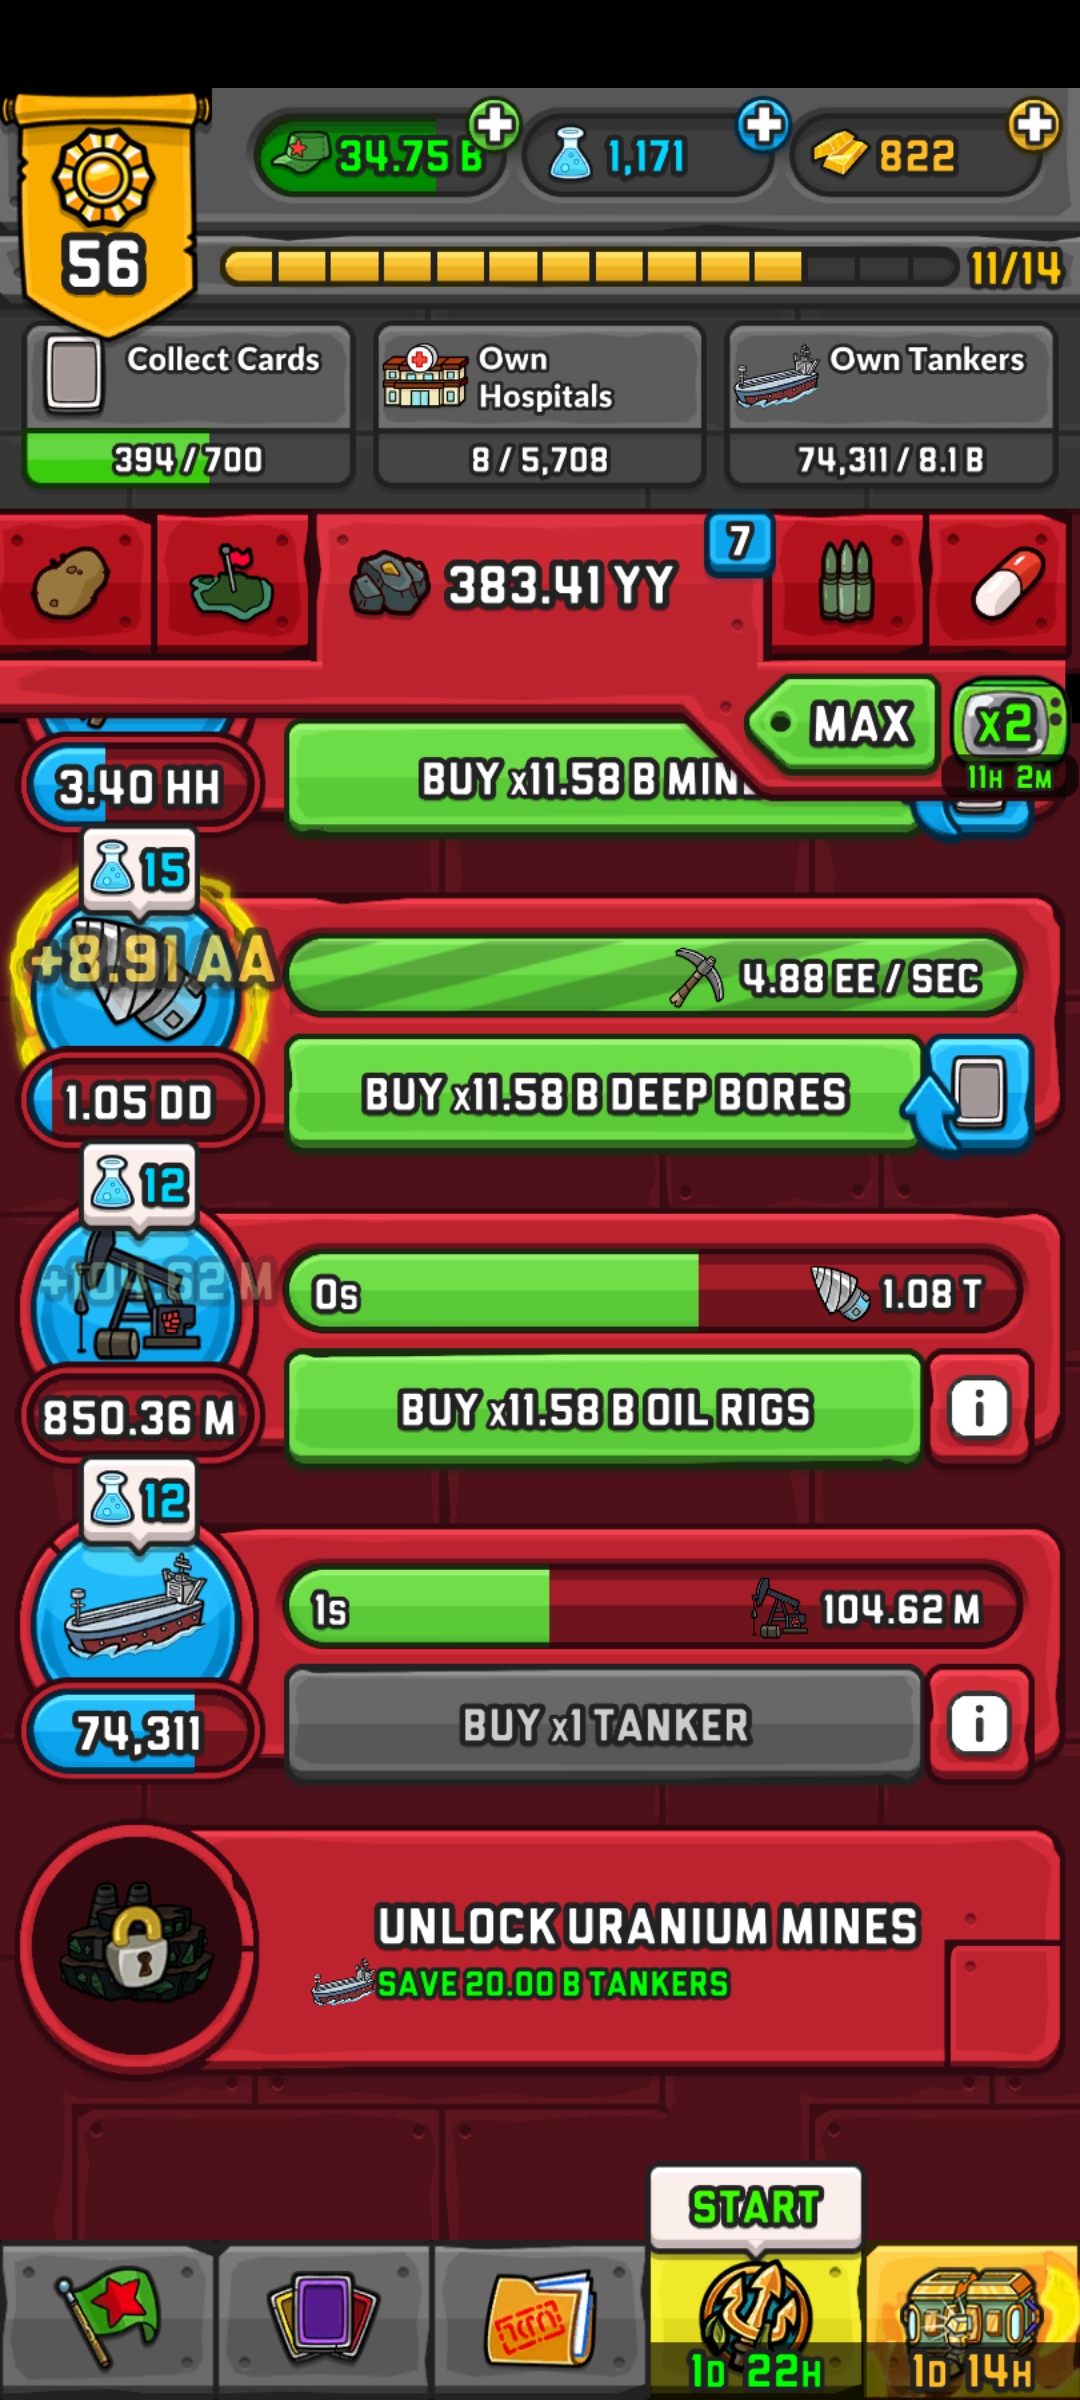 34.75 B
1,171
822
56
11/14
Collect Cards
394/700
Own
Hospitals
8 / 5,708
Own Tankers
74,311 / 8.1 B
383.41 YY
7
MAX
X2
11H 2M
3.40 HH
BUY x11.58 B
15
+8.91 AA
4.88 EE / SEC
1.05 DD
BUY x11.58 B DEEP BORES
12
+104.62 M
0s
1.08 T
850.36 M
BUY x11.58 B OIL RIGS
12
1s
104.62 M
74,311
BUY x1 TANKER
UNLOCK URANIUM MINES
SAVE 20.00 B TANKERS
START
1D 22H
1D 14H